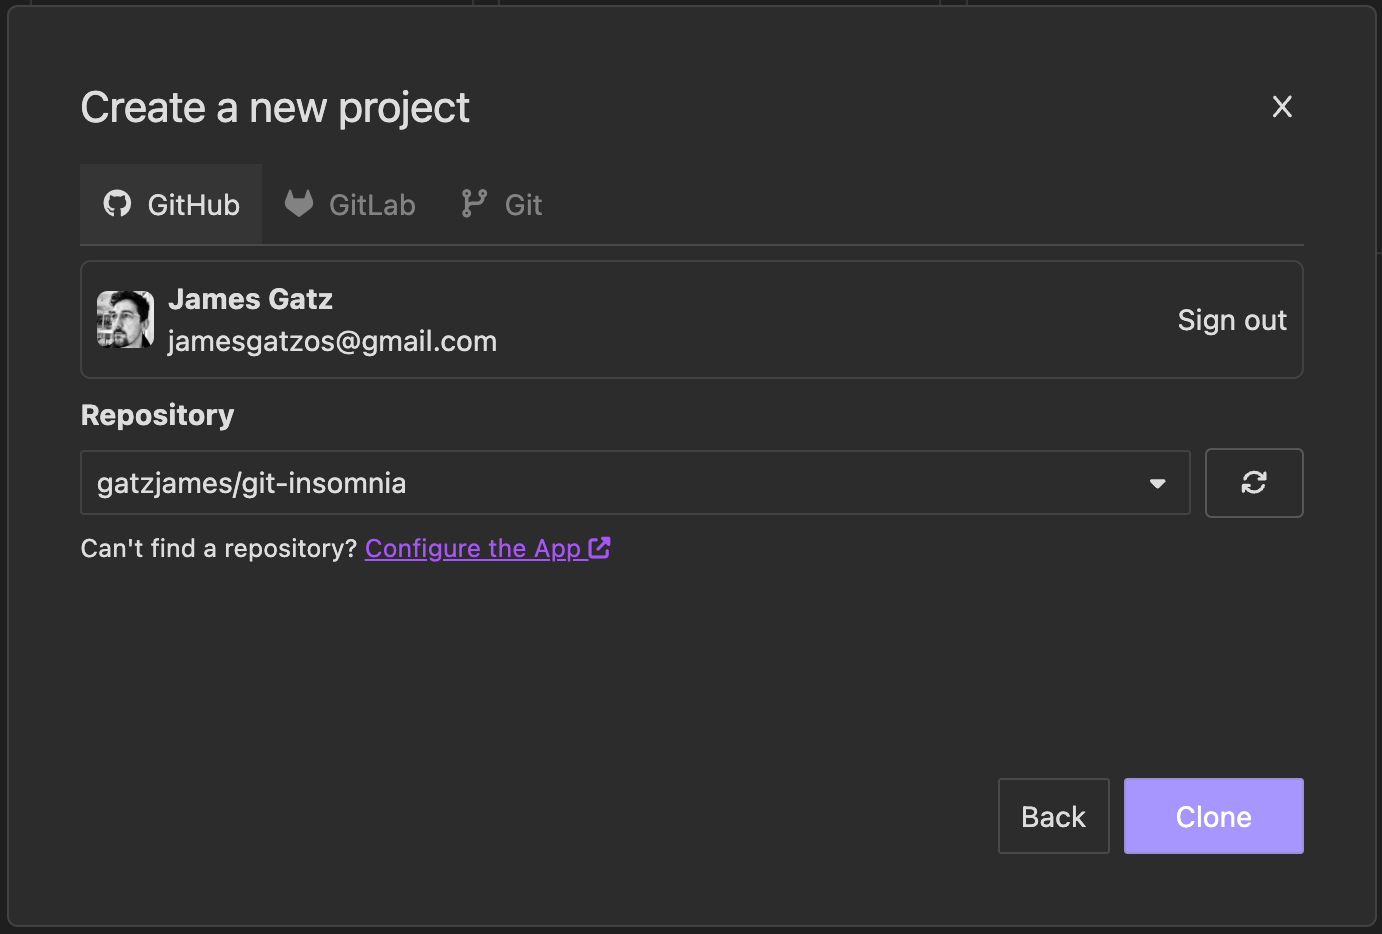 Create a new project
GitHub GitLab Git
James Gatz
jamesgatzos@gmail.com
Sign out
Repository
gatzjames/git-insomnia
Can't find a repository? Configure the App
Back Clone